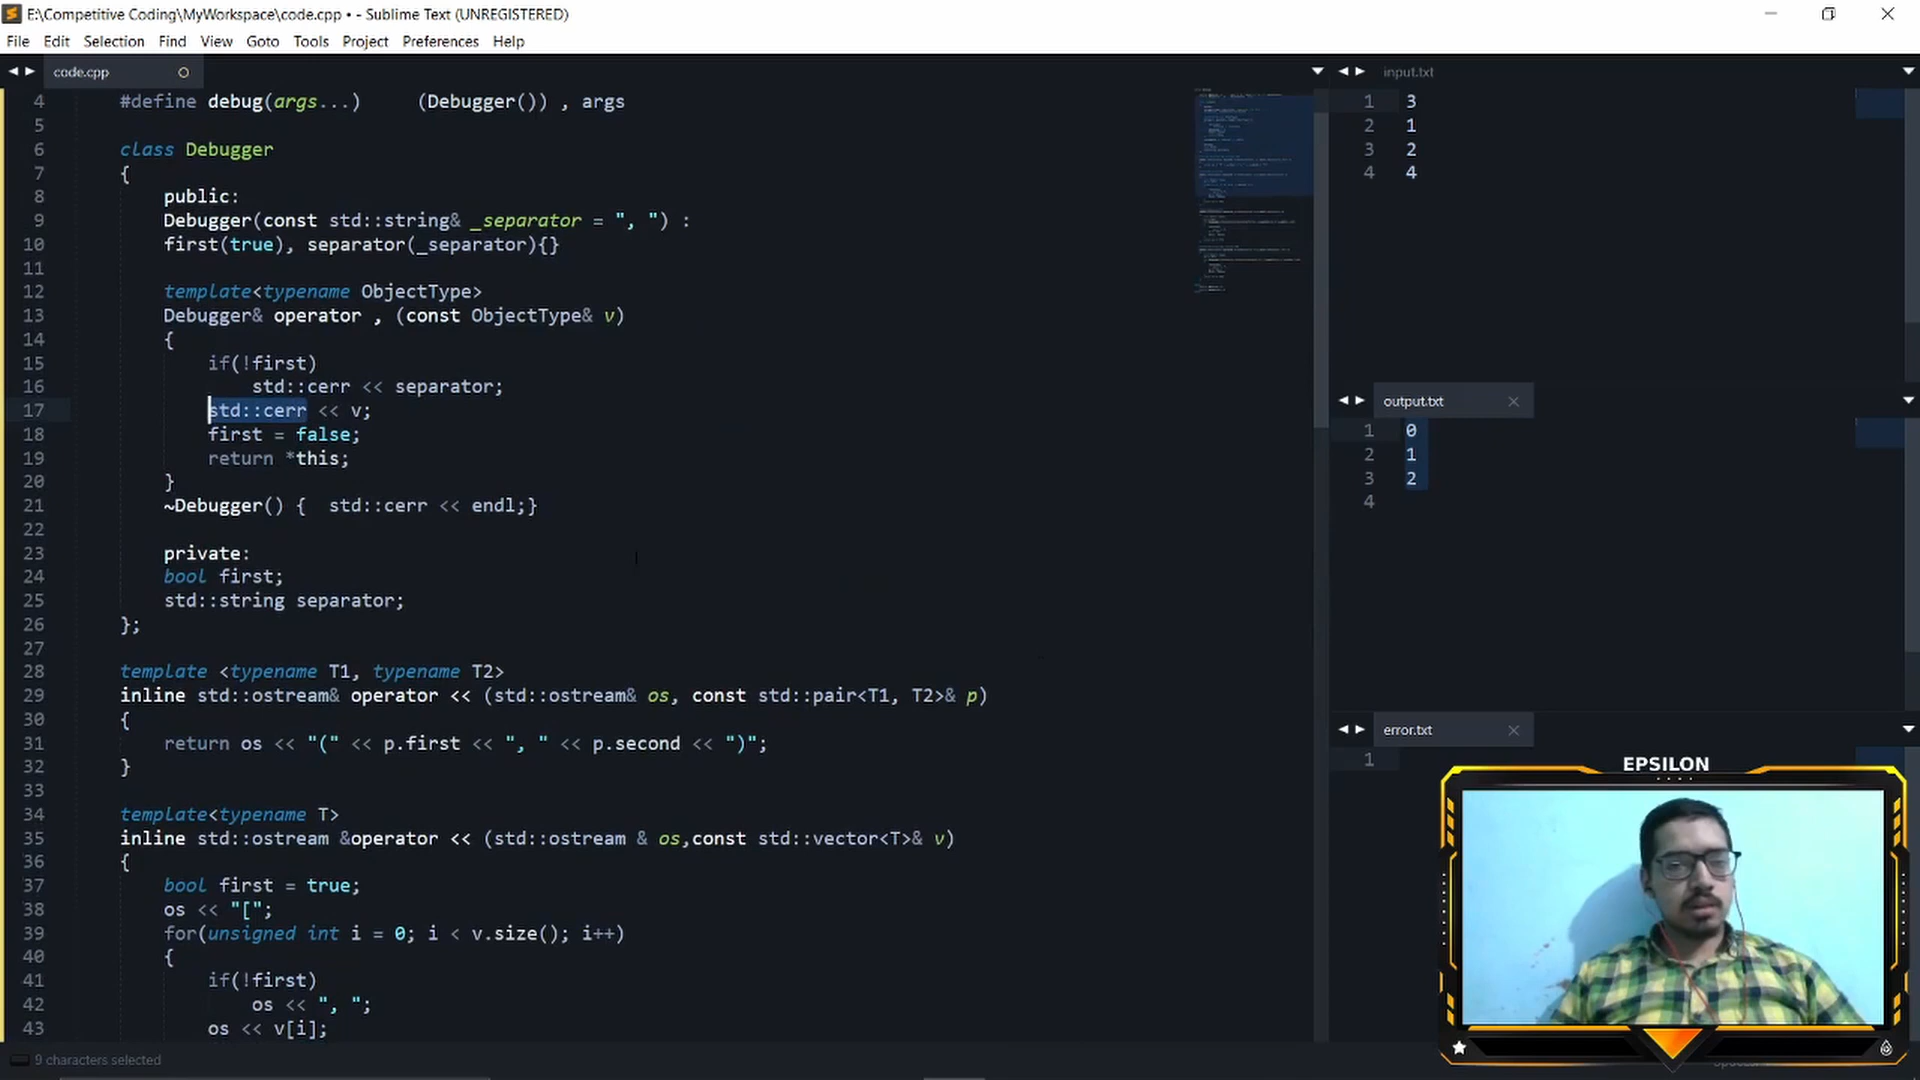 E:\Competitive Coding\MyWorkspace\code.cpp • - Sublime Text (UNREGISTERED)
File Edit Selection Find View Goto Tools Project Preferences Help
code.cpp
4 #define debug(args...) (Debugger()) , args
5
6 class Debugger
7 {
8 public:
9 Debugger(const std::string& _separator = ", ") :
10 first(true), separator(_separator){}
11
12 template<typename ObjectType>
13 Debugger& operator , (const ObjectType& v)
14 {
15 if(!first)
16 std::cerr << separator;
17 std::cerr << v;
18 first = false;
19 return *this;
20 }
21 ~Debugger() { std::cerr << endl;}
22
23 private:
24 bool first;
25 std::string separator;
26 };
27
28 template <typename T1, typename T2>
29 inline std::ostream& operator << (std::ostream& os, const std::pair<T1, T2>& p)
30 {
31 return os << "(" << p.first << ", " << p.second << ")";
32 }
33
34 template<typename T>
35 inline std::ostream &operator << (std::ostream & os,const std::vector<T>& v)
36 {
37 bool first = true;
38 os << "[";
39 for(unsigned int i = 0; i < v.size(); i++)
40 {
41 if(!first)
42 os << ", ";
43 os << v[i];
9 characters selected
input.txt
1 3
2 1
3 2
4 4
output.txt
1 0
2 1
3 2
4
error.txt
1
EPSILON